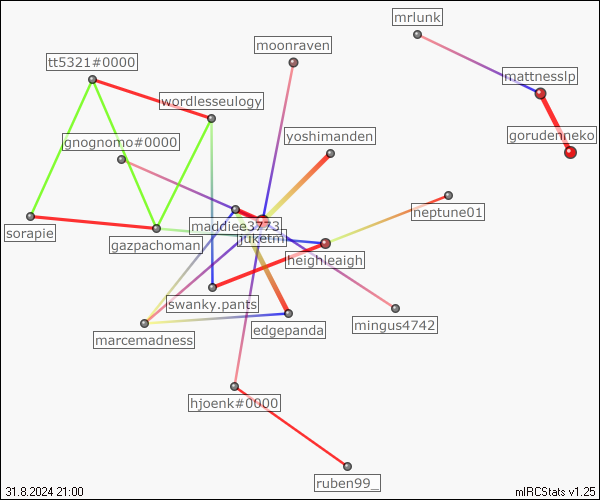 mrlunk
moonraven
tt5321#0000
mattnesslp
wordlesseulogy
gorudenneko
yoshimanden
gnognomo#0000
neptune01
maddiee3773
sorapie
juketm
gazpachoman
heighleaigh
swanky.pants
mingus4742
edgepanda
marcemadness
hjoenk#0000
ruben99_
31.8.2024 21:00
mIRCStats v1.25